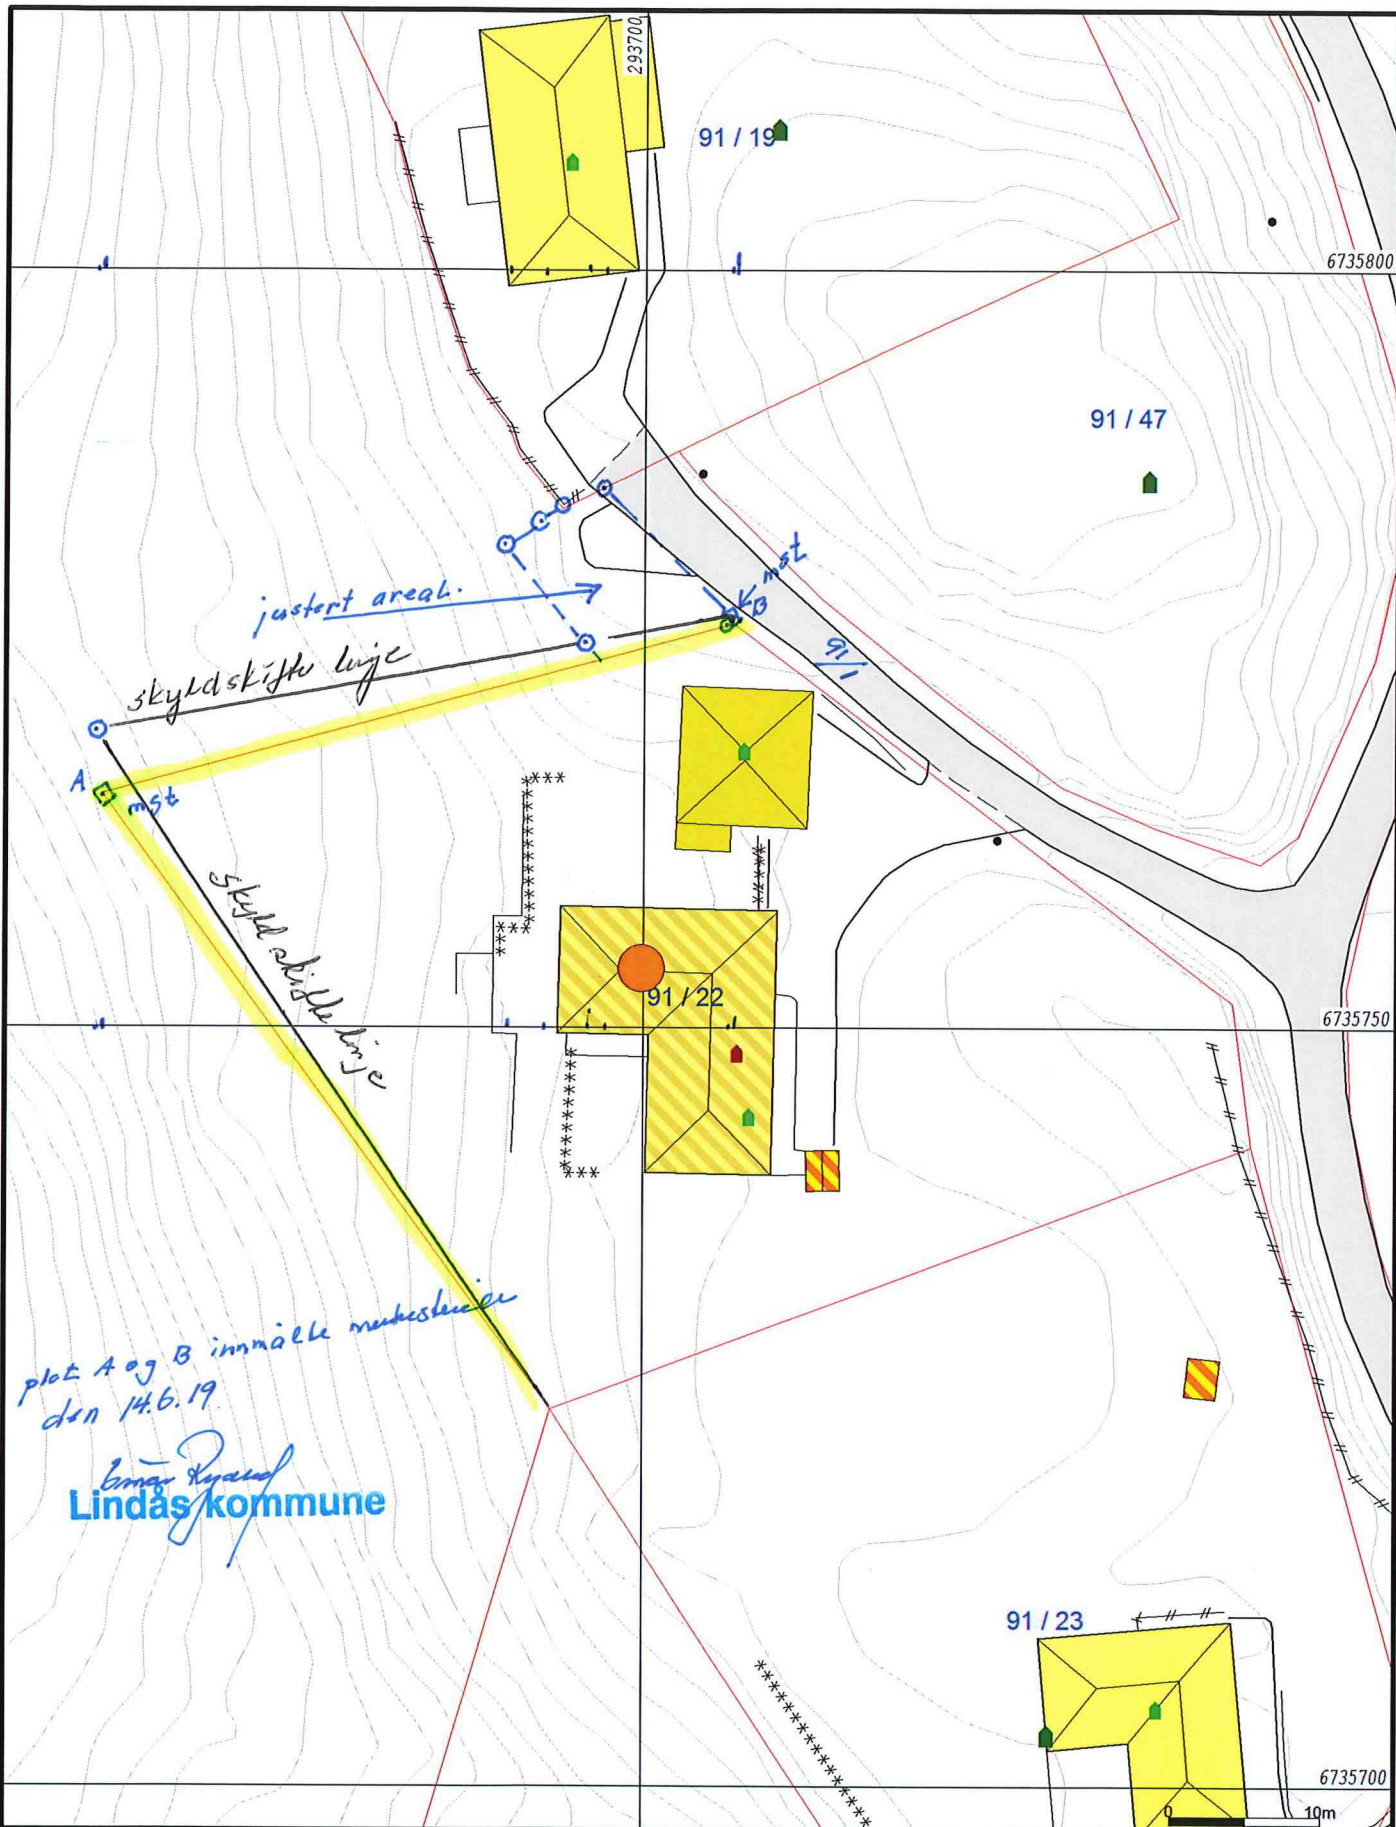 293700
91 / 19
6735800
91 / 47
mst
B
justert areal.
91/1
skyldskifte linje
A
mst
skyldskifte linje
91 / 22
6735750
plot A og B innmålte merkesteiner
den 14.6.19
Lindås kommune
91 / 23
6735700
0 10m